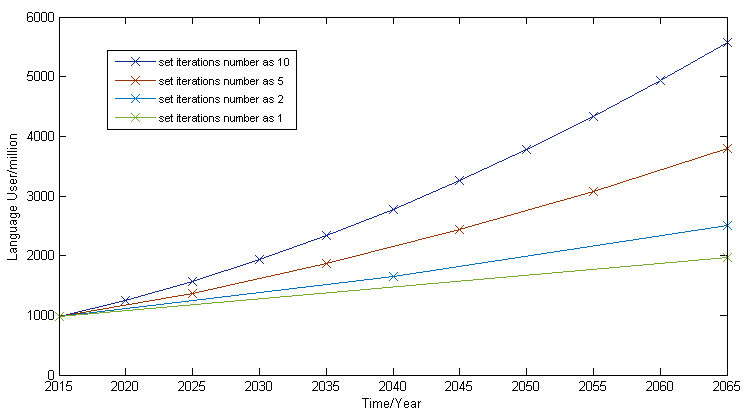 6000
5000
4000
3000
2000
1000
0
Language User/million
set iterations number as 10
set iterations number as 5
set iterations number as 2
set iterations number as 1
2015 2020 2025 2030 2035 2040 2045 2050 2055 2060 2065
Time/Year